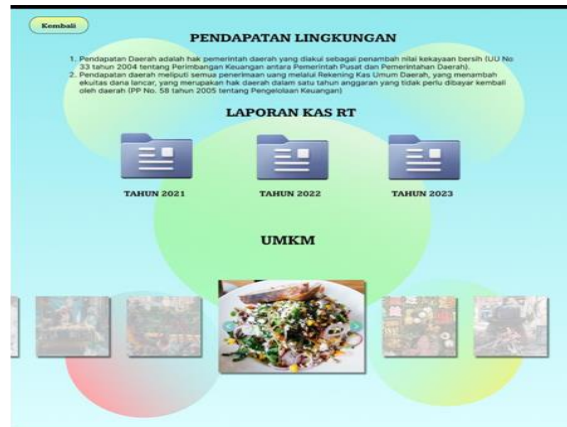 Kembali
PENDAPATAN LINGKUNGAN
1. Pendapatan Daerah adalah hak pemerintah daerah yang diakui sebagai penambah nilai kekayaan bersih (UU No
33 tahun 2004 tentang Perimbangan Keuangan antara Pemerintah Pusat dan Pemerintahan Daerah).
2. Pendapatan daerah meliputi semua penerimaan uang melalui Rekening Kas Umum Daerah, yang menambah
ekuitas dana lancar, yang merupakan hak daerah dalam satu tahun anggaran yang tidak perlu dibayar kembali
oleh daerah (PP No. 58 tahun 2005 tentang Pengelolaan Keuangan)
LAPORAN KAS RT
TAHUN 2021 TAHUN 2022 TAHUN 2023
UMKM